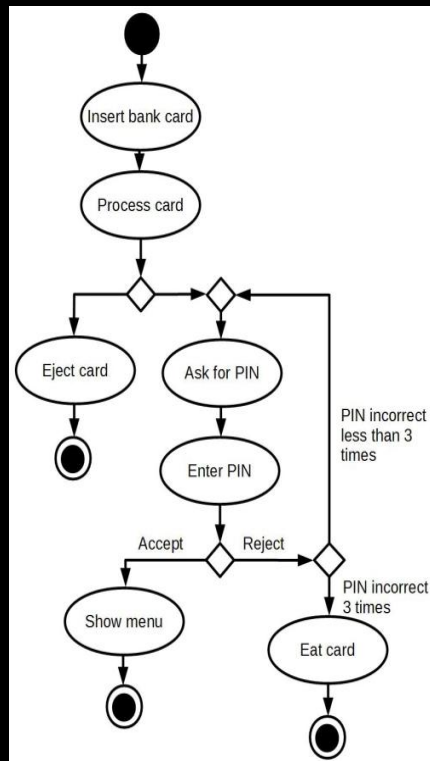 Insert bank card
Process card
Eject card
Ask for PIN
PIN incorrect
less than 3
times
Enter PIN
Accept
Reject
PIN incorrect
3 times
Show menu
Eat card